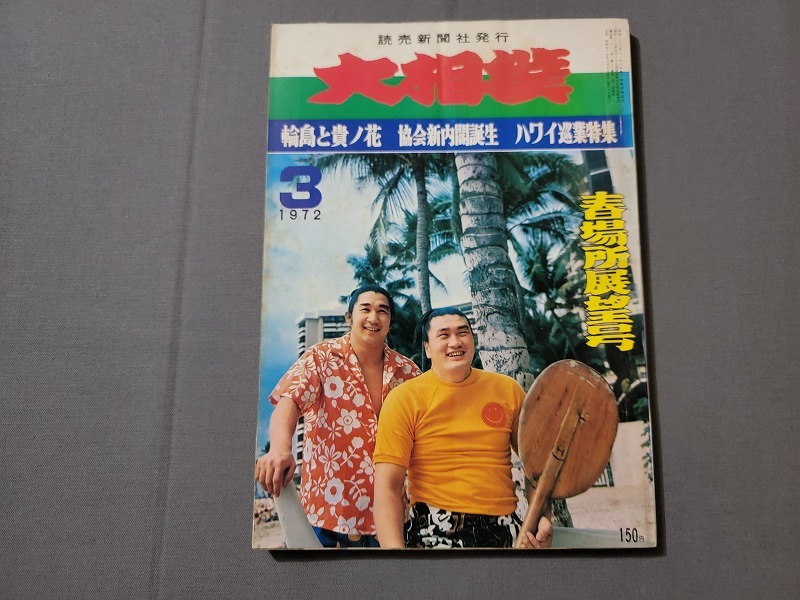 読売新聞社発行
大相撲
輪島と貴ノ花 協会新内閣誕生 ハワイ巡業特集
3
1972
春場所展望号
150円